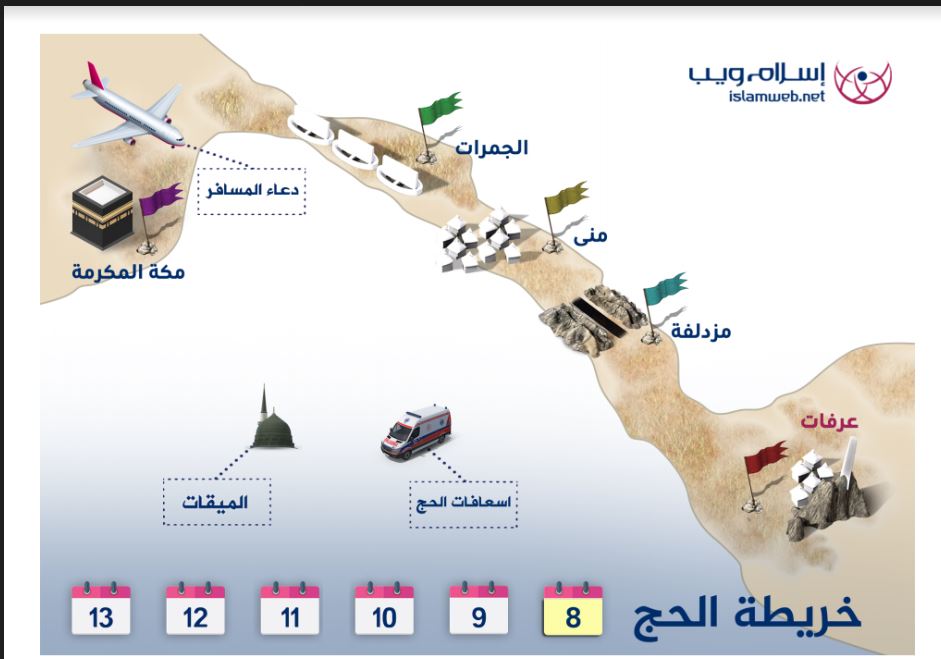 إسلام ويب
islamweb.net
الجمرات
دعاء المسافر
منى
مكة المكرمة
مزدلفة
عرفات
الميقات
اسعافات الحج
خريطة الحج
8
9
10
11
12
13